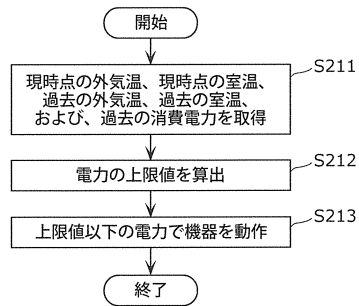 開始
現時点の外気温、現時点の室温、
過去の外気温、過去の室温、
および、過去の消費電力を取得
S211
電力の上限値を算出
S212
上限値以下の電力で機器を動作
S213
終了